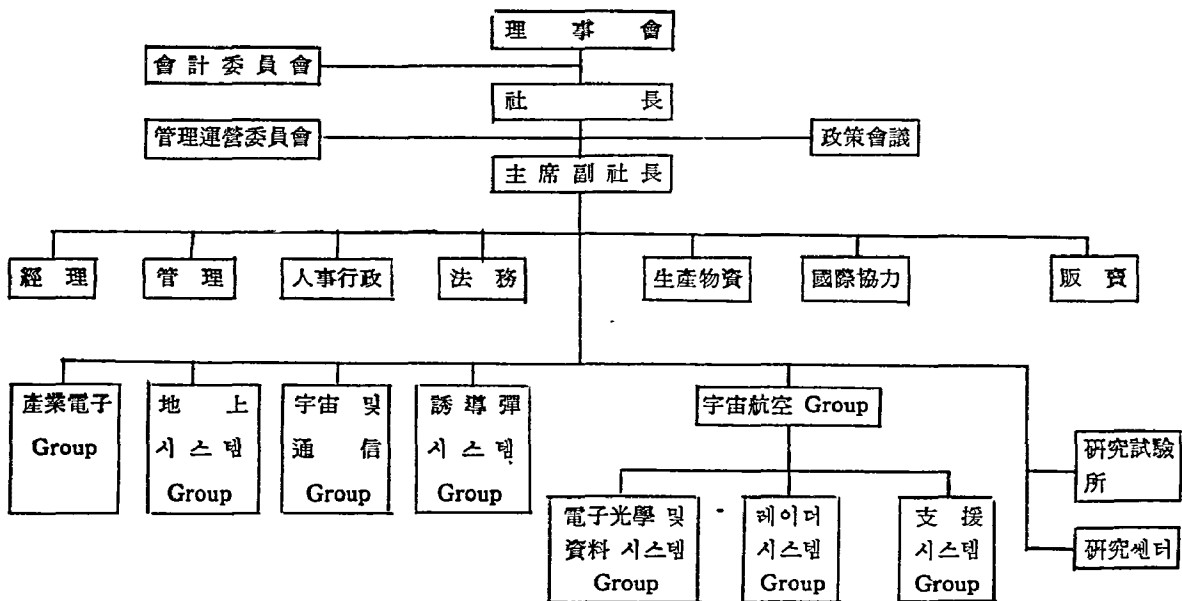 理事會
會計委員會
社長
管理運營委員會
政策會議
主席副社長
經理
管理
人事行政
法務
生產物資
國際協力
販賣
產業電子
Group
地上
시스템
Group
宇宙 및
通信
Group
誘導彈
시스템
Group
宇宙航空 Group
電子光學 및
資料 시스템
Group
레이더
시스템
Group
支援
시스템
Group
研究試驗
所
研究센터